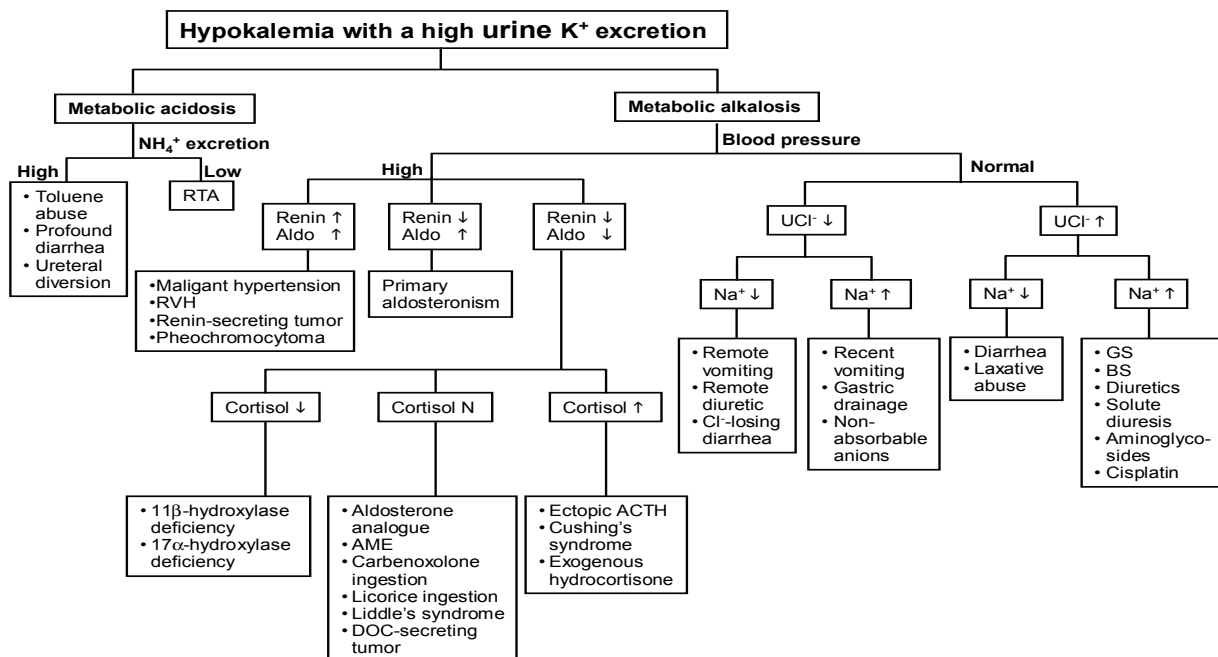 Hypokalemia with a high urine K⁺ excretion
Metabolic acidosis
Metabolic alkalosis
NH₄⁺ excretion
Blood pressure
High
Low
High
Normal
• Toluene
abuse
• Profound
diarrhea
• Ureteral
diversion
RTA
Renin ↑
Aldo ↑
Renin ↓
Aldo ↑
Renin ↓
Aldo ↓
UCl⁻ ↓
UCl⁻ ↑
•Maligant hypertension
•RVH
•Renin-secreting tumor
•Pheochromocytoma
Primary
aldosteronism
Na⁺ ↓
Na⁺ ↑
Na⁺ ↓
Na⁺ ↑
• Remote
vomiting
• Remote
diuretic
• Cl⁻-losing
diarrhea
• Recent
vomiting
• Gastric
drainage
• Non-
absorbable
anions
• Diarrhea
• Laxative
abuse
• GS
• BS
• Diuretics
• Solute
diuresis
• Aminoglyco-
sides
• Cisplatin
Cortisol ↓
Cortisol N
Cortisol ↑
• 11β-hydroxylase
deficiency
• 17α-hydroxylase
deficiency
• Aldosterone
analogue
• AME
• Carbenoxolone
ingestion
• Licorice ingestion
• Liddle's syndrome
• DOC-secreting
tumor
• Ectopic ACTH
• Cushing's
syndrome
• Exogenous
hydrocortisone